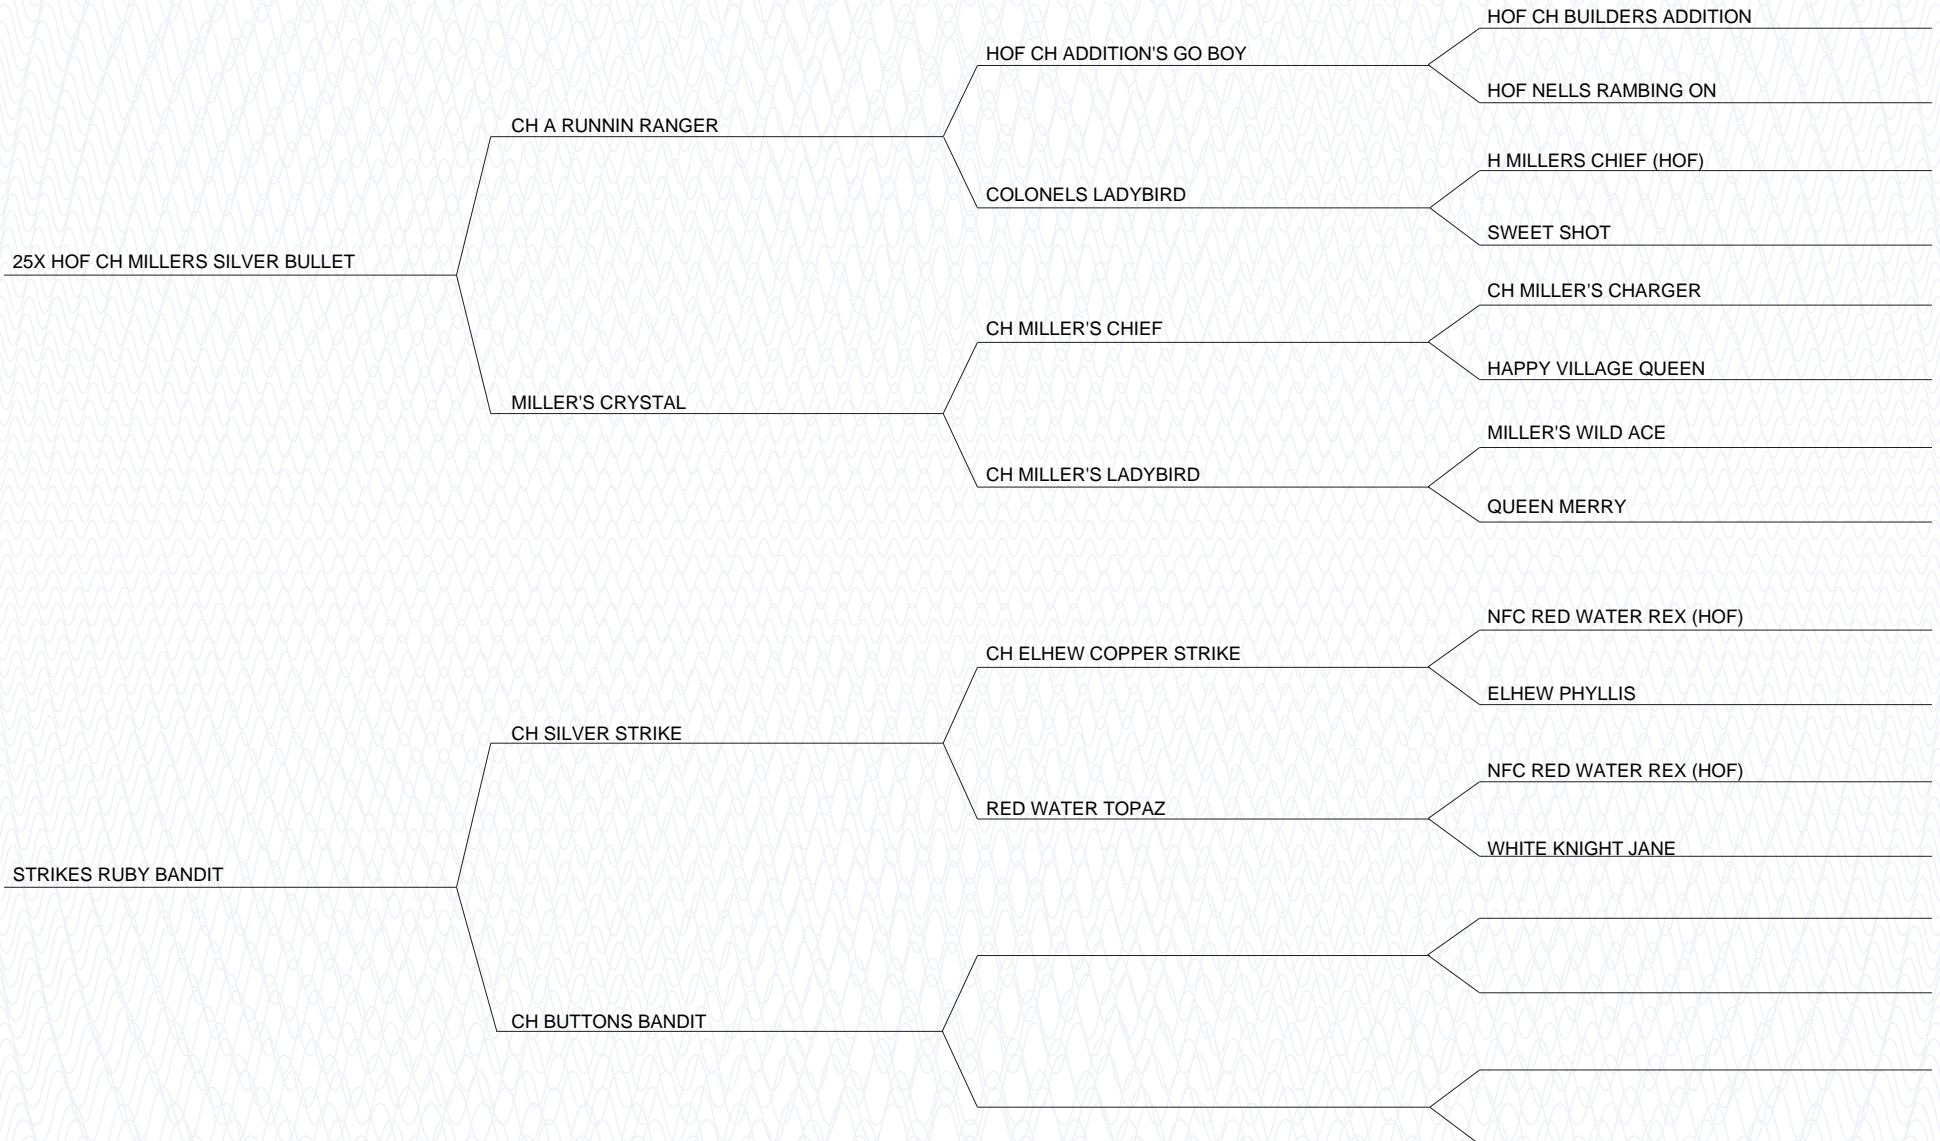 HOF CH BUILDERS ADDITION
HOF CH ADDITION'S GO BOY
HOF NELLS RAMBING ON
CH A RUNNIN RANGER
H MILLERS CHIEF (HOF)
COLONELS LADYBIRD
SWEET SHOT
25X HOF CH MILLERS SILVER BULLET
CH MILLER'S CHARGER
CH MILLER'S CHIEF
HAPPY VILLAGE QUEEN
MILLER'S CRYSTAL
MILLER'S WILD ACE
CH MILLER'S LADYBIRD
QUEEN MERRY
NFC RED WATER REX (HOF)
CH ELHEW COPPER STRIKE
ELHEW PHYLLIS
CH SILVER STRIKE
NFC RED WATER REX (HOF)
RED WATER TOPAZ
WHITE KNIGHT JANE
STRIKES RUBY BANDIT
CH BUTTONS BANDIT